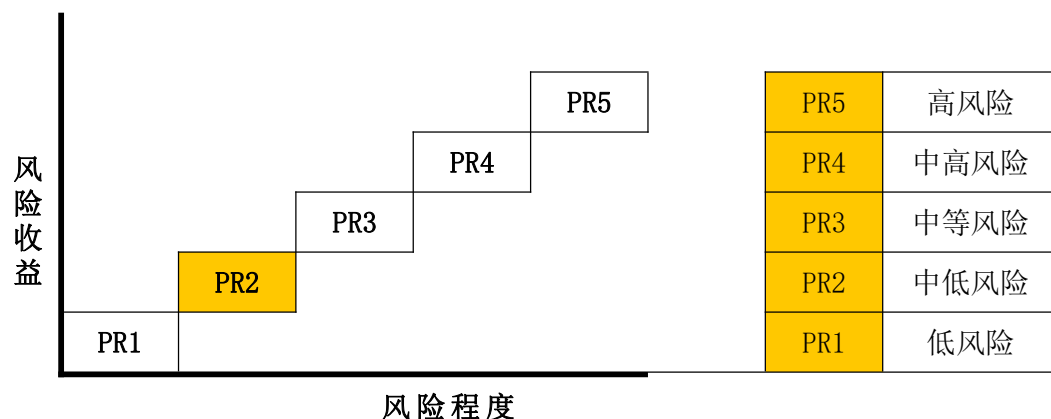 风险收益
PR5
PR4
PR3
PR2
PR1
风险程度
PR5 高风险
PR4 中高风险
PR3 中等风险
PR2 中低风险
PR1 低风险